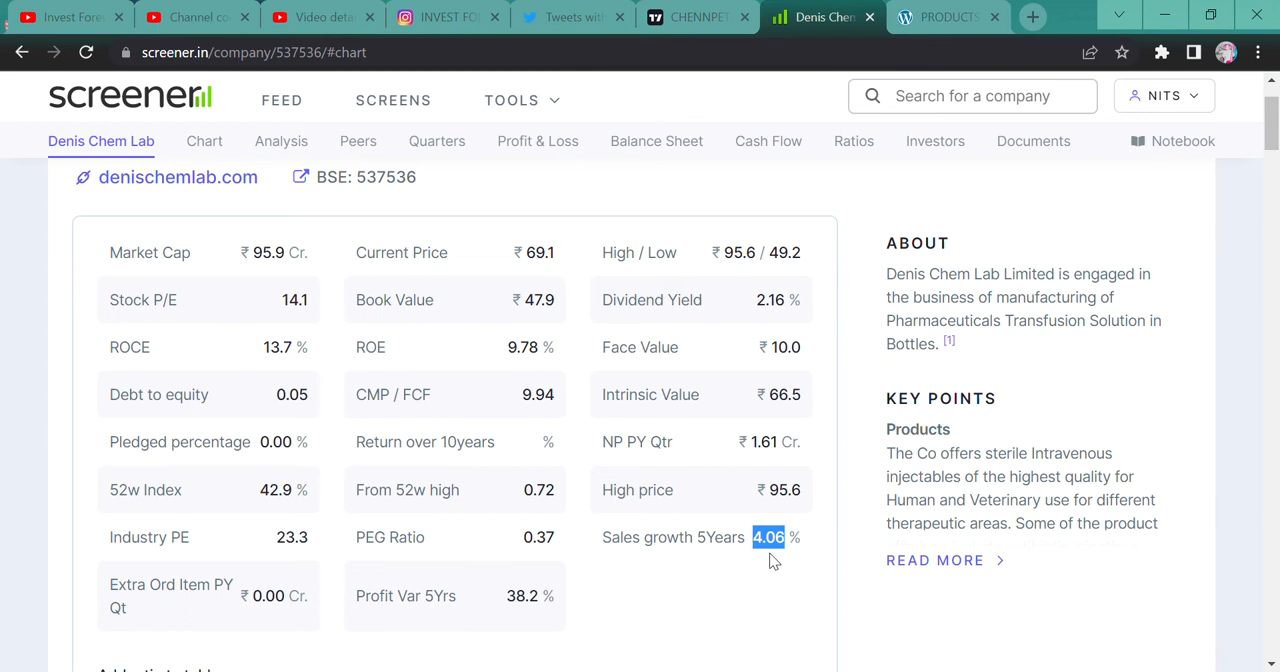 Invest Fore
Channel co
Video detai
INVEST FO
Tweets with
CHENNPET
Denis Chem
PRODUCTS
screener.in/company/537536/#chart
screener
FEED
SCREENS
TOOLS
Search for a company
NITS
Denis Chem Lab
Chart
Analysis
Peers
Quarters
Profit & Loss
Balance Sheet
Cash Flow
Ratios
Investors
Documents
Notebook
denischemlab.com
BSE: 537536
Market Cap ₹ 95.9 Cr.
Current Price ₹ 69.1
High / Low ₹ 95.6 / 49.2
Stock P/E 14.1
Book Value ₹ 47.9
Dividend Yield 2.16 %
ROCE 13.7 %
ROE 9.78 %
Face Value ₹ 10.0
Debt to equity 0.05
CMP / FCF 9.94
Intrinsic Value ₹ 66.5
Pledged percentage 0.00 %
Return over 10years %
NP PY Qtr ₹ 1.61 Cr.
52w Index 42.9 %
From 52w high 0.72
High price ₹ 95.6
Industry PE 23.3
PEG Ratio 0.37
Sales growth 5Years 4.06 %
Extra Ord Item PY
Qt ₹ 0.00 Cr.
Profit Var 5Yrs 38.2 %
ABOUT
Denis Chem Lab Limited is engaged in
the business of manufacturing of
Pharmaceuticals Transfusion Solution in
Bottles. [1]
KEY POINTS
Products
The Co offers sterile Intravenous
injectables of the highest quality for
Human and Veterinary use for different
therapeutic areas. Some of the product
READ MORE